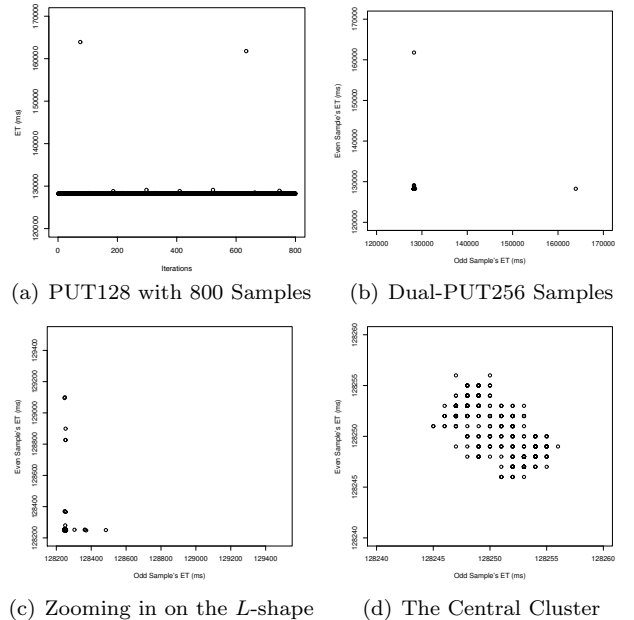 170000
160000
150000
140000
130000
120000
ET (ms)
0 200 400 600 800
Iterations
(a) PUT128 with 800 Samples
170000
160000
150000
140000
130000
120000
Even Sample's ET (ms)
120000 130000 140000 150000 160000 170000
Odd Sample's ET (ms)
(b) Dual-PUT256 Samples
129400
129200
129000
128800
128600
128400
128200
Even Sample's ET (ms)
128200 128400 128600 128800 129000 129200 129400
Odd Sample's ET (ms)
(c) Zooming in on the L-shape
128260
128255
128250
128245
128240
Even Sample's ET (ms)
128240 128245 128250 128255 128260
Odd Sample's ET (ms)
(d) The Central Cluster